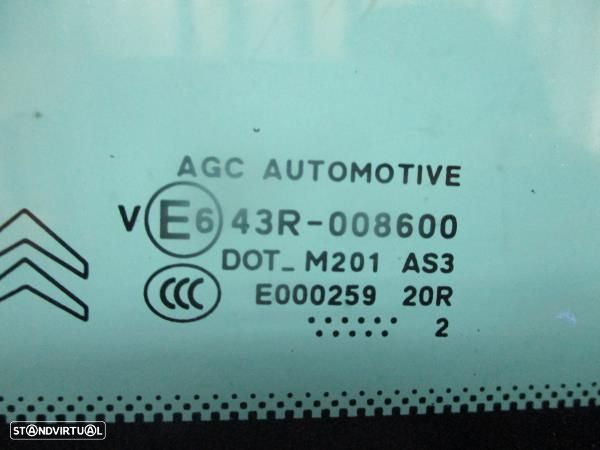 AGC AUTOMOTIVE
V E6 43R-008600
DOT_M201 AS3
CCC E000259 20R
2
STANDVIRTUAL